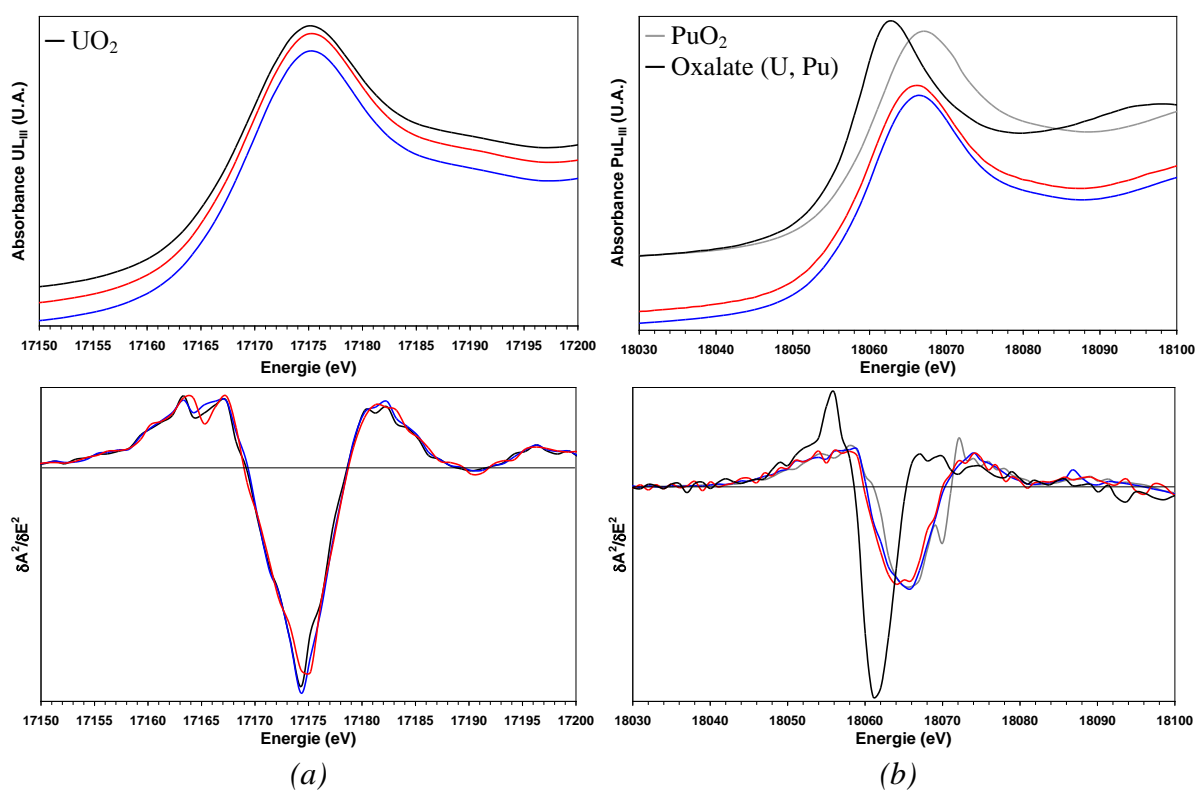 — UO₂
Absorbance UL_III (U.A.)
17150 17155 17160 17165 17170 17175 17180 17185 17190 17195 17200
Energie (eV)
— PuO₂
— Oxalate (U, Pu)
Absorbance PuL_III (U.A.)
18030 18040 18050 18060 18070 18080 18090 18100
Energie (eV)
δA²/δE²
17150 17155 17160 17165 17170 17175 17180 17185 17190 17195 17200
Energie (eV)
(a)
δA²/δE²
18030 18040 18050 18060 18070 18080 18090 18100
Energie (eV)
(b)